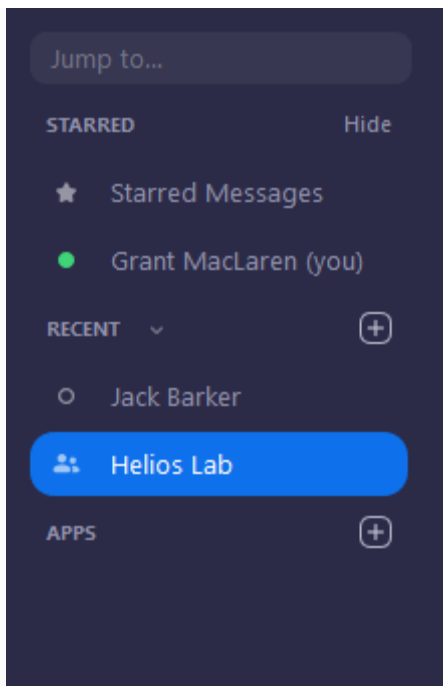 Jump to...
STARRED Hide
Starred Messages
Grant MacLaren (you)
RECENT
Jack Barker
Helios Lab
APPS